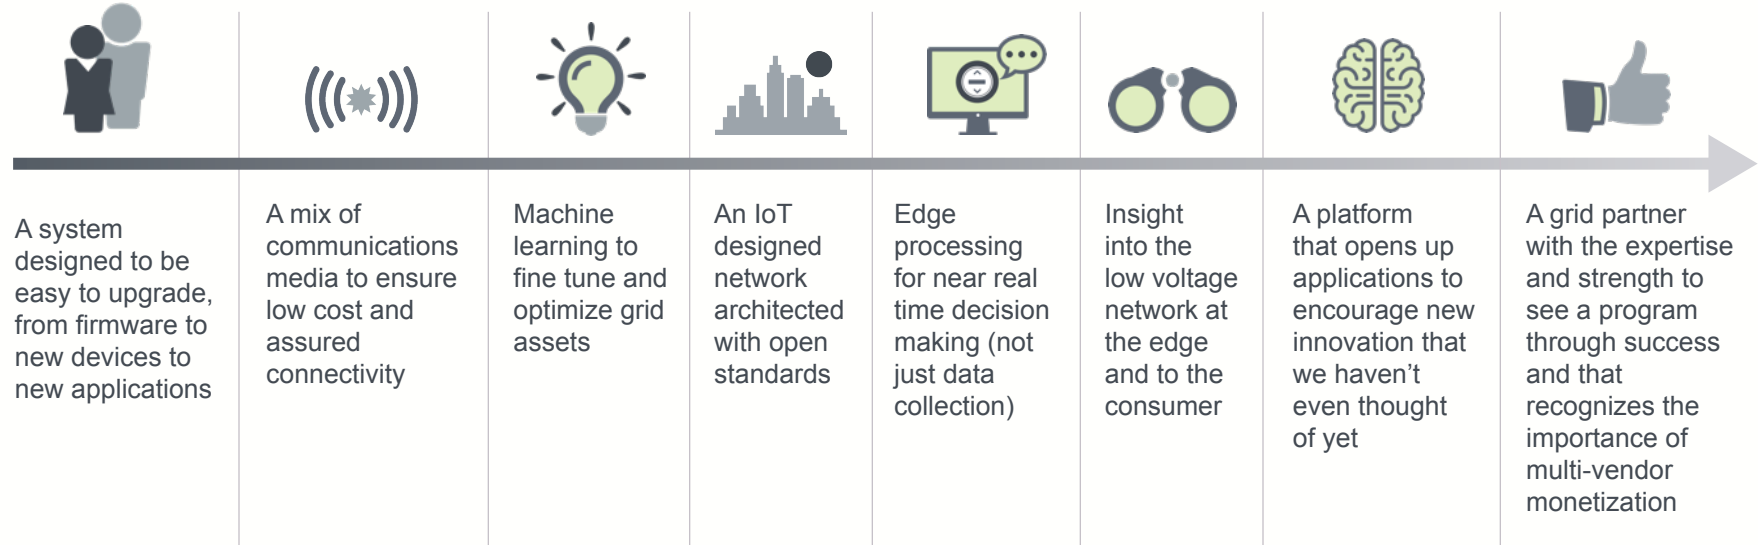 A system
designed to be
easy to upgrade,
from firmware to
new devices to
new applications
A mix of
communications
media to ensure
low cost and
assured
connectivity
Machine
learning to
fine tune and
optimize grid
assets
An IoT
designed
network
architected
with open
standards
Edge
processing
for near real
time decision
making (not
just data
collection)
Insight
into the
low voltage
network at
the edge
and to the
consumer
A platform
that opens up
applications to
encourage new
innovation that
we haven’t
even thought
of yet
A grid partner
with the expertise
and strength to
see a program
through success
and that
recognizes the
importance of
multi-vendor
monetization